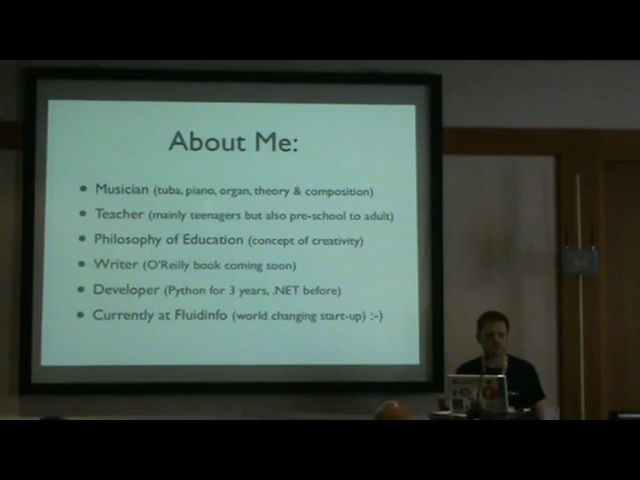 About Me:
• Musician (tuba, piano, organ, theory & composition)
• Teacher (mainly teenagers but also pre-school to adult)
• Philosophy of Education (concept of creativity)
• Writer (O'Reilly book coming soon)
• Developer (Python for 3 years, .NET before)
• Currently at Fluidinfo (world changing start-up) :-)